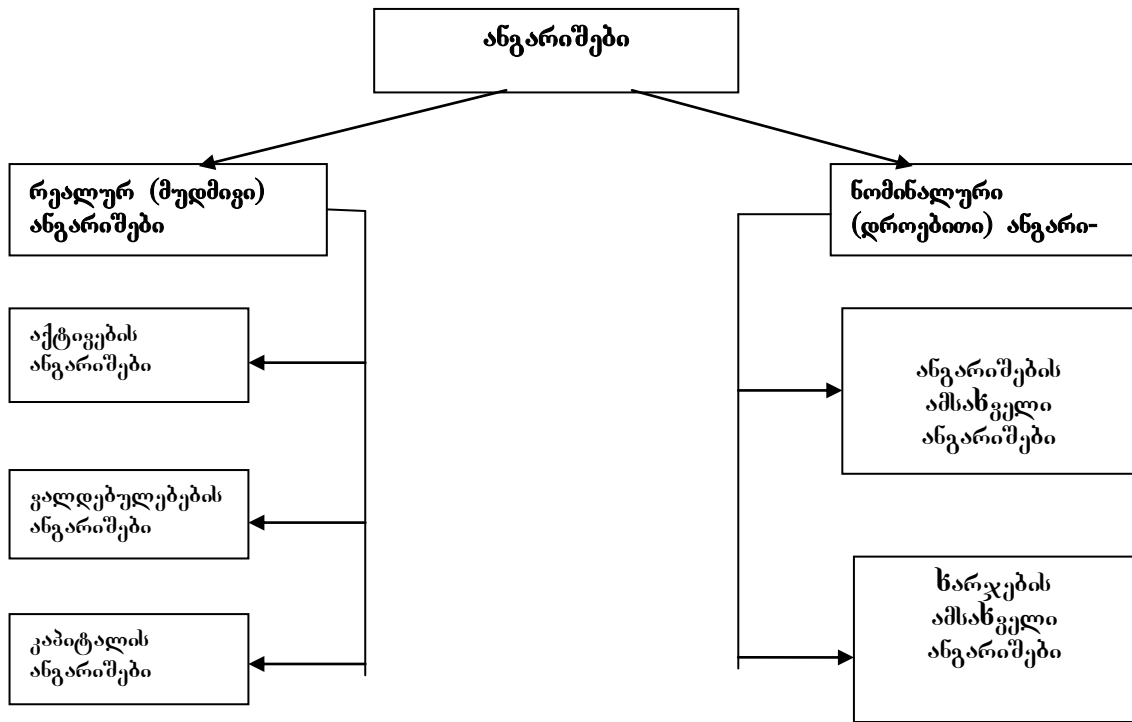 ანგარიშები
რეალურ (მუდმივი)
ანგარიშები
ნომინალური
(დროებითი) ანგარი-
აქტივების
ანგარიშები
ვალდებულებების
ანგარიშები
კაპიტალის
ანგარიშები
ანგარიშების
ამსახველი
ანგარიშები
ხარჯების
ამსახველი
ანგარიშები